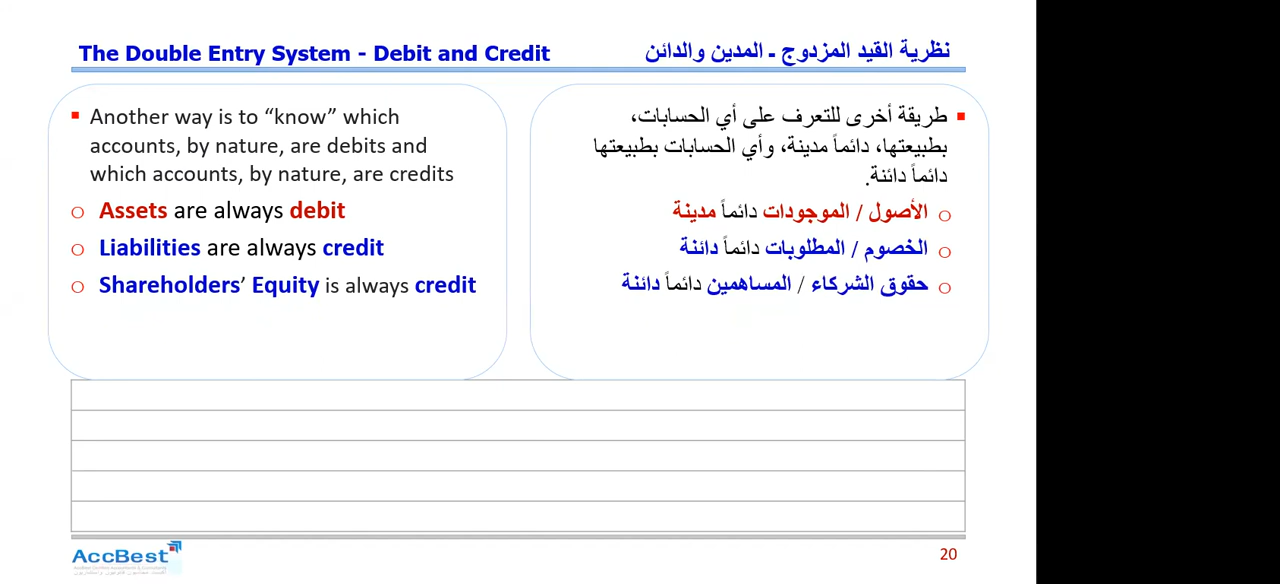 The Double Entry System - Debit and Credit
نظرية القيد المزدوج - المدين والدائن
▪ Another way is to “know” which
accounts, by nature, are debits and
which accounts, by nature, are credits
o Assets are always debit
o Liabilities are always credit
o Shareholders’ Equity is always credit
▪ طريقة أخرى للتعرف على أي الحسابات،
بطبيعتها، دائماً مدينة، وأي الحسابات بطبيعتها
دائماً دائنة.
o الأصول / الموجودات دائماً مدينة
o الخصوم / المطلوبات دائماً دائنة
o حقوق الشركاء / المساهمين دائماً دائنة
AccBest
20